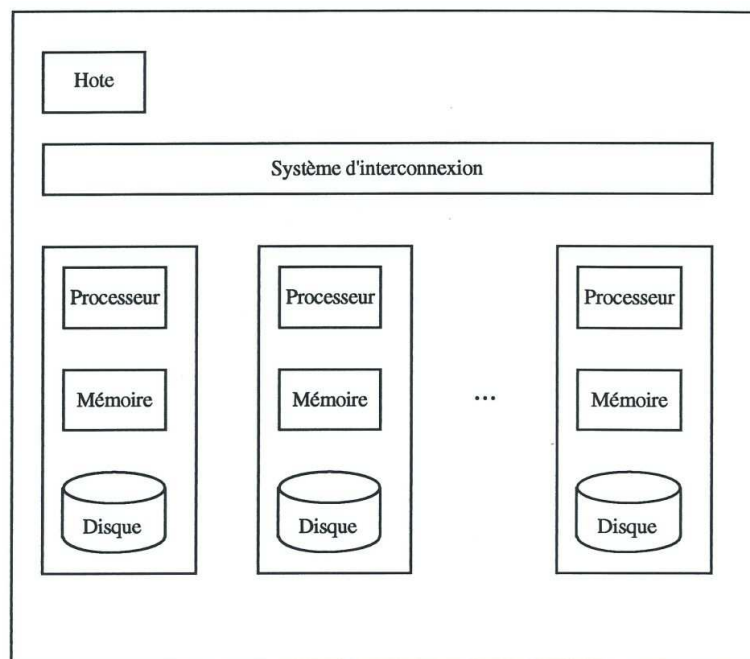 Hote
Système d'interconnexion
Processeur
Processeur
Processeur
Mémoire
Mémoire
...
Mémoire
Disque
Disque
Disque